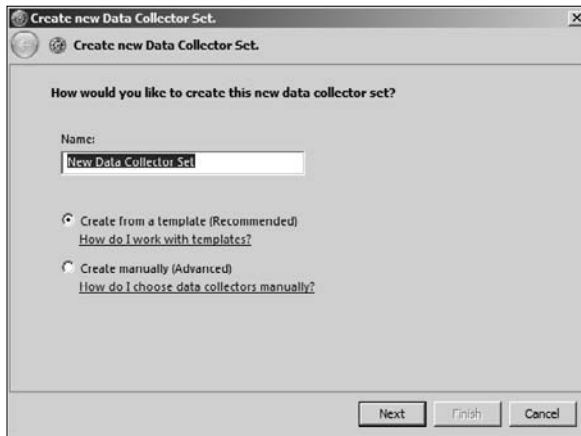 Create new Data Collector Set.
Create new Data Collector Set.
How would you like to create this new data collector set?
Name:
New Data Collector Set
Create from a template (Recommended)
How do I work with templates?
Create manually (Advanced)
How do I choose data collectors manually?
Next Finish Cancel